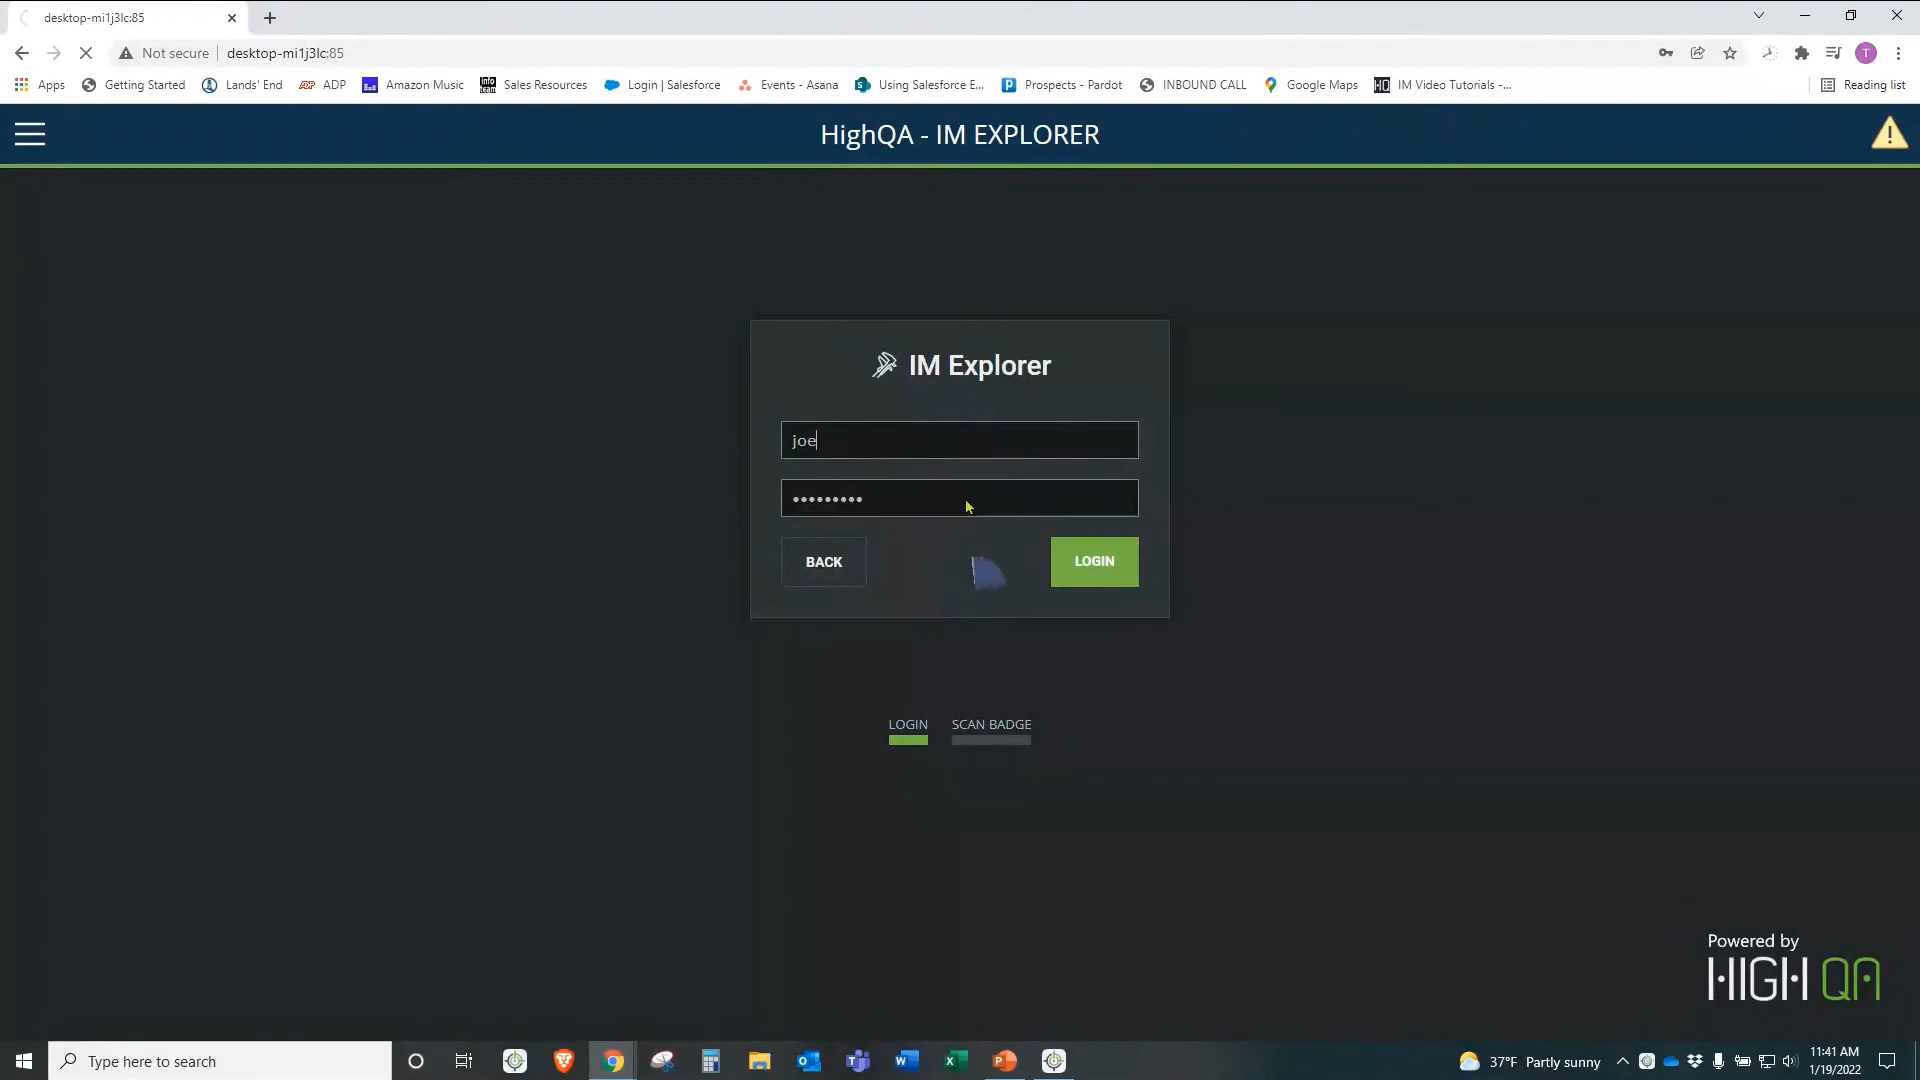 desktop-mi1j3lc:85
Not secure desktop-mi1j3lc:85
Apps Getting Started Lands' End ADP Amazon Music Sales Resources Login | Salesforce Events - Asana Using Salesforce E... Prospects - Pardot INBOUND CALL Google Maps IM Video Tutorials -... Reading list
HighQA - IM EXPLORER
IM Explorer
joe
•••••••••
BACK LOGIN
LOGIN SCAN BADGE
Powered by
HIGH QA
Type here to search 37°F Partly sunny 11:41 AM
1/19/2022